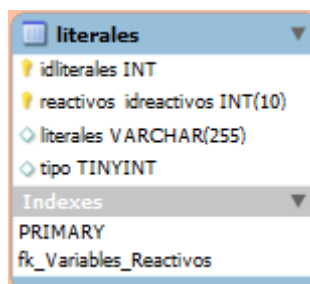 literales
idliterales INT
reactivos_idreactivos INT(10)
literales VARCHAR(255)
tipo TINYINT
Indexes
PRIMARY
fk_Variables_Reactivos